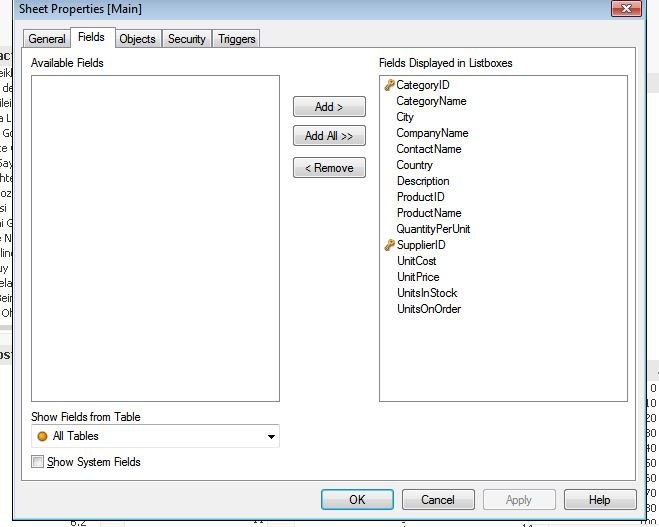 Sheet Properties [Main]
General Fields Objects Security Triggers
Available Fields
Fields Displayed in Listboxes
Add >
Add All >>
< Remove
CategoryID
CategoryName
City
CompanyName
ContactName
Country
Description
ProductID
ProductName
QuantityPerUnit
SupplierID
UnitCost
UnitPrice
UnitsInStock
UnitsOnOrder
Show Fields from Table
All Tables
Show System Fields
OK Cancel Apply Help